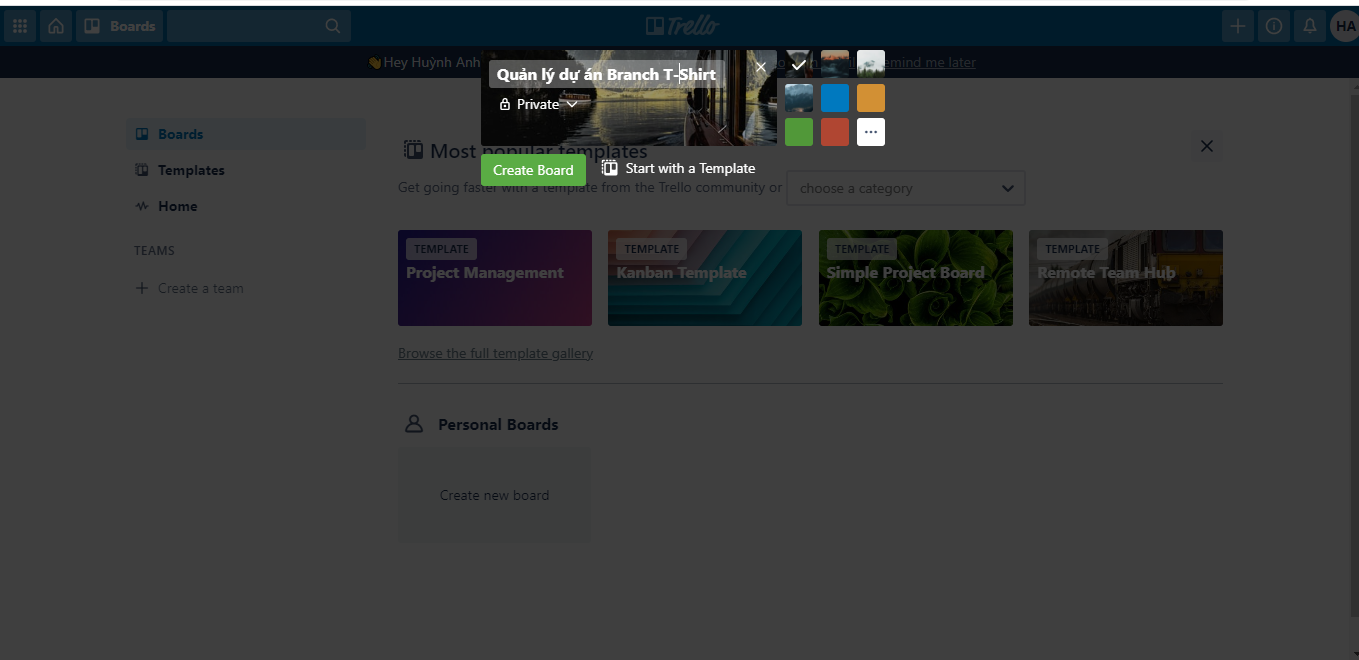 Boards
Trello
HA
👋Hey Huỳnh Anh
remind me later
Quản lý dự án Branch T-Shirt
Private
Create Board
Start with a Template
Boards
Templates
Home
TEAMS
Create a team
Most popular templates
Get going faster with a template from the Trello community or
choose a category
TEMPLATE
Project Management
TEMPLATE
Kanban Template
TEMPLATE
Simple Project Board
TEMPLATE
Remote Team Hub
Browse the full template gallery
Personal Boards
Create new board